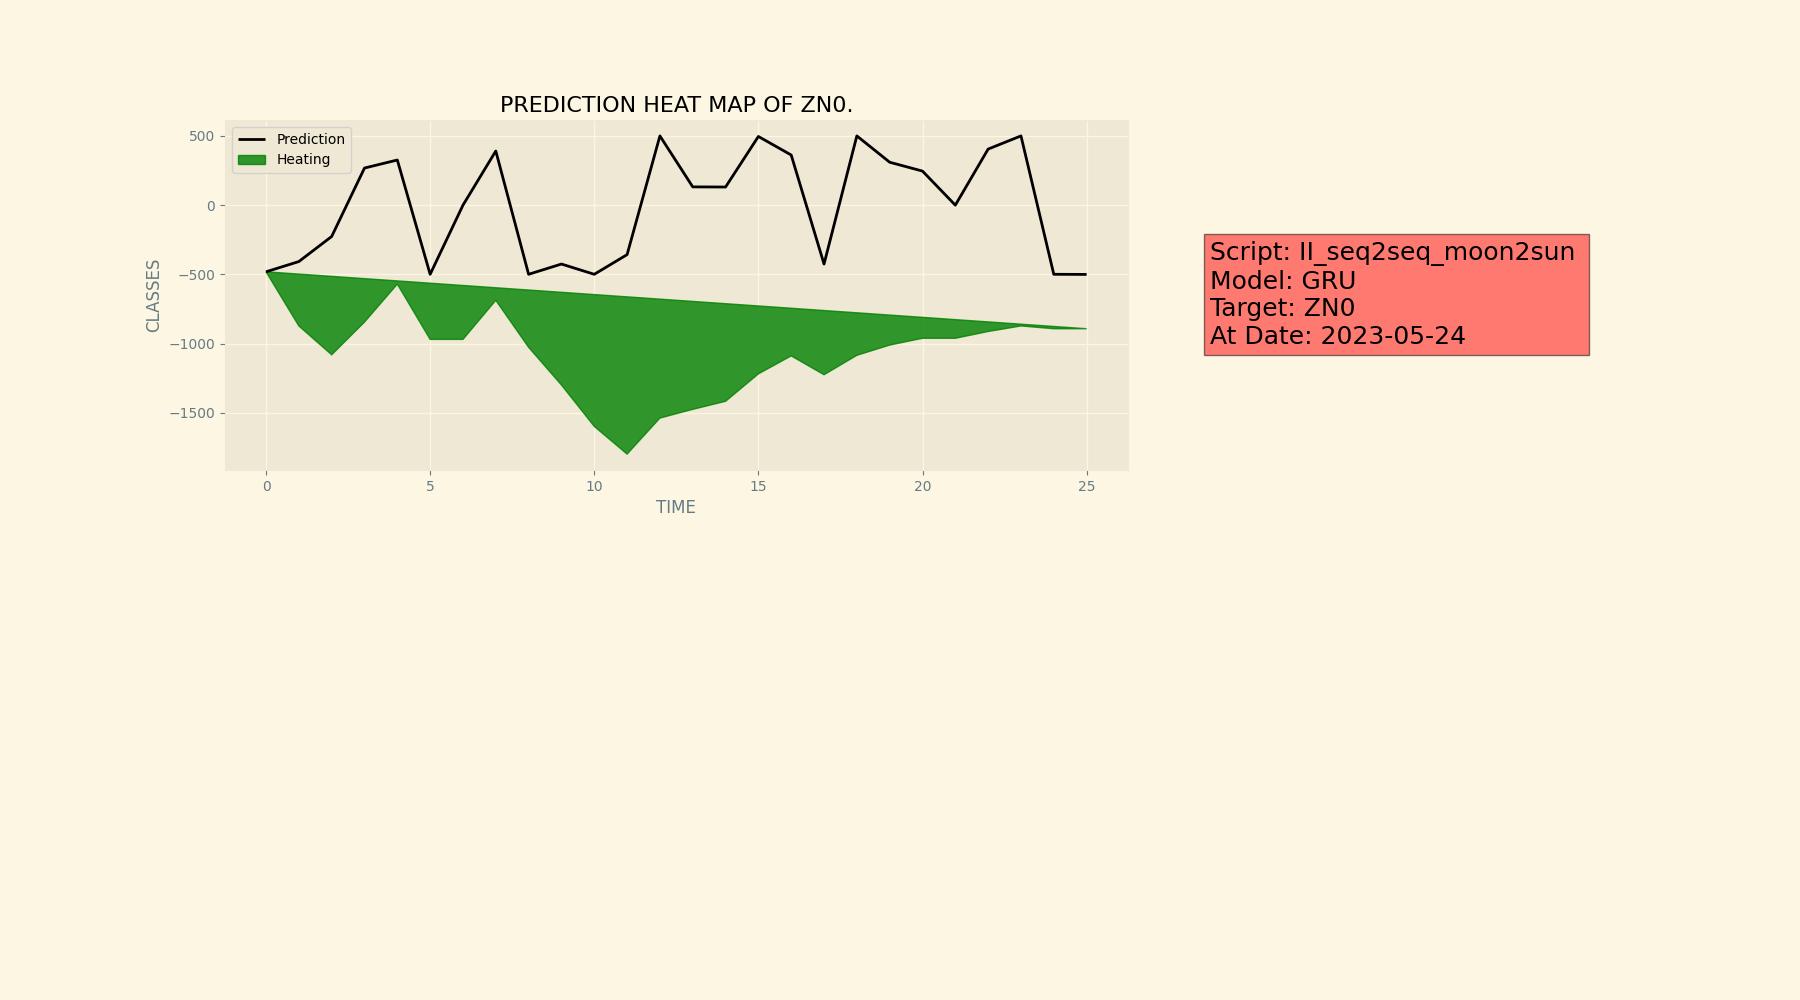 PREDICTION HEAT MAP OF ZN0.
Prediction
Heating
500
0
−500
−1000
−1500
CLASSES
0 5 10 15 20 25
TIME
Script: II_seq2seq_moon2sun
Model: GRU
Target: ZN0
At Date: 2023-05-24